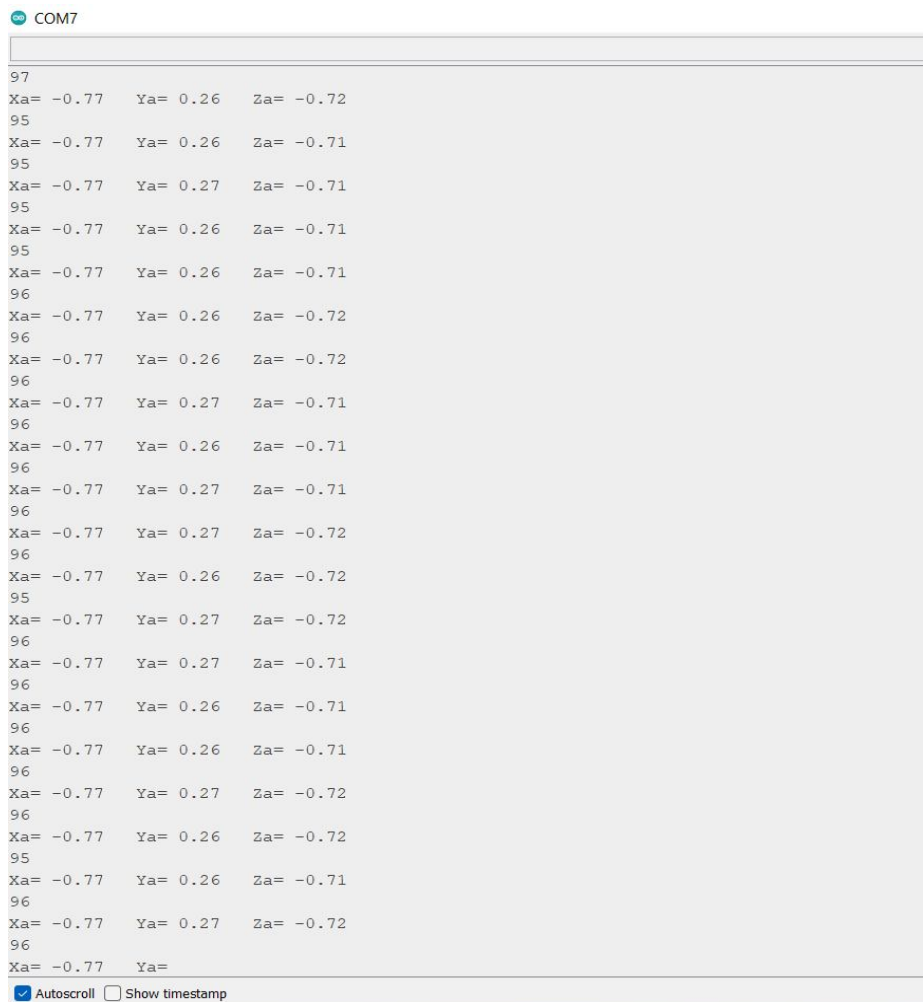 COM7
97
Xa= -0.77 Ya= 0.26 Za= -0.72
95
Xa= -0.77 Ya= 0.26 Za= -0.71
95
Xa= -0.77 Ya= 0.27 Za= -0.71
95
Xa= -0.77 Ya= 0.26 Za= -0.71
95
Xa= -0.77 Ya= 0.26 Za= -0.71
96
Xa= -0.77 Ya= 0.26 Za= -0.72
96
Xa= -0.77 Ya= 0.26 Za= -0.72
96
Xa= -0.77 Ya= 0.27 Za= -0.71
96
Xa= -0.77 Ya= 0.26 Za= -0.71
96
Xa= -0.77 Ya= 0.27 Za= -0.71
96
Xa= -0.77 Ya= 0.27 Za= -0.72
96
Xa= -0.77 Ya= 0.26 Za= -0.72
95
Xa= -0.77 Ya= 0.27 Za= -0.72
96
Xa= -0.77 Ya= 0.27 Za= -0.71
96
Xa= -0.77 Ya= 0.26 Za= -0.71
96
Xa= -0.77 Ya= 0.26 Za= -0.71
96
Xa= -0.77 Ya= 0.27 Za= -0.72
96
Xa= -0.77 Ya= 0.26 Za= -0.72
95
Xa= -0.77 Ya= 0.26 Za= -0.71
96
Xa= -0.77 Ya= 0.27 Za= -0.72
96
Xa= -0.77 Ya=
Autoscroll Show timestamp